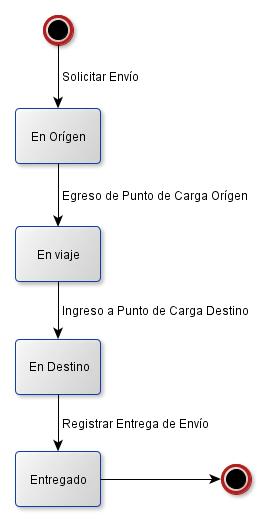 Solicitar Envío
En Orígen
Egreso de Punto de Carga Orígen
En viaje
Ingreso a Punto de Carga Destino
En Destino
Registrar Entrega de Envío
Entregado